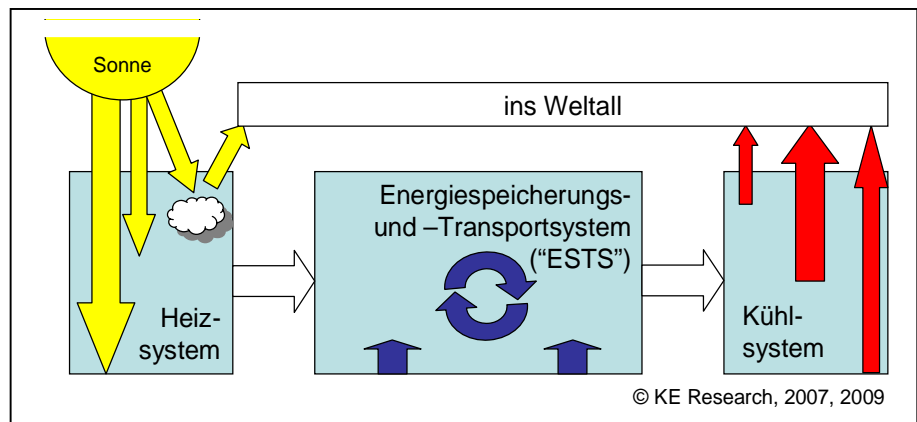 Sonne
ins Weltall
Energiespeicherungs-
und –Transportsystem
(“ESTS”)
Heiz-
system
Kühl-
system
© KE Research, 2007, 2009